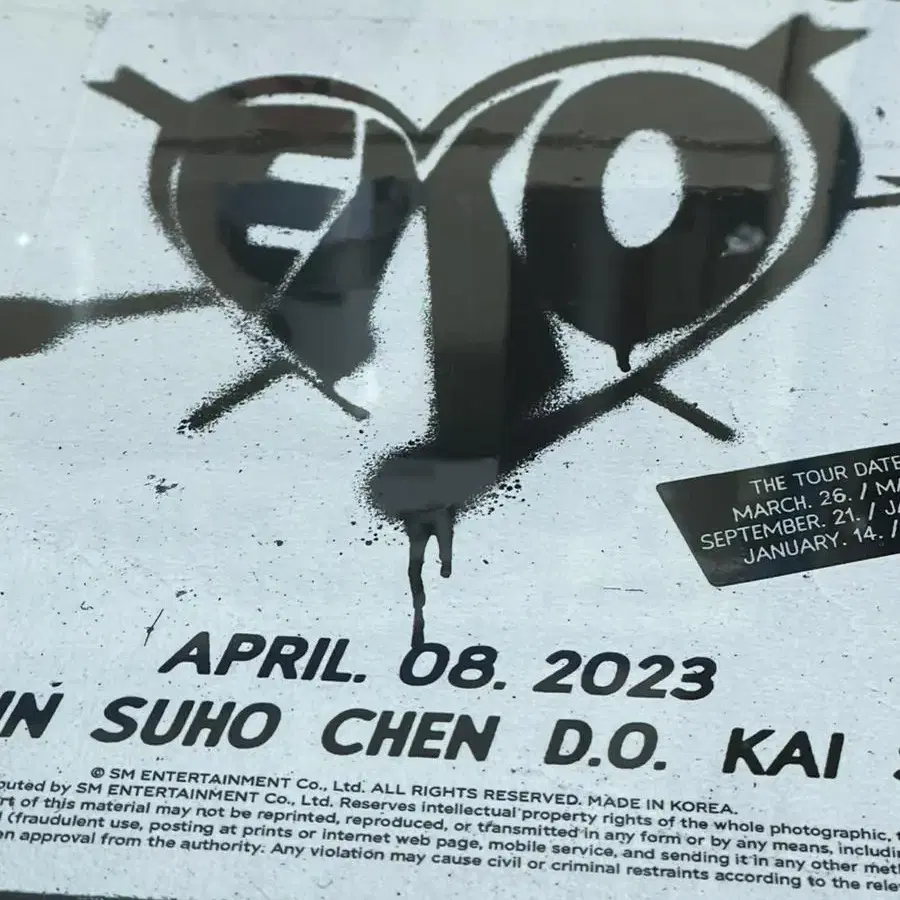 EXO
THE TOUR DATE
MARCH. 26. / MA
SEPTEMBER. 21. / JA
JANUARY. 14. /
APRIL. 08. 2023
IN SUHO CHEN D.O. KAI
© SM ENTERTAINMENT Co., Ltd. ALL RIGHTS RESERVED. MADE IN KOREA.
buted by SM ENTERTAINMENT Co., Ltd. Reserves intellectual property rights of the whole photographic,
rt of this material may not be reprinted, reproduced, or transmitted in any form or by any means, includin
l (fraudulent use, posting at prints or internet web page, mobile service, and sending it in any other met
en approval from the authority. Any violation may cause civil or criminal restraints according to the rele